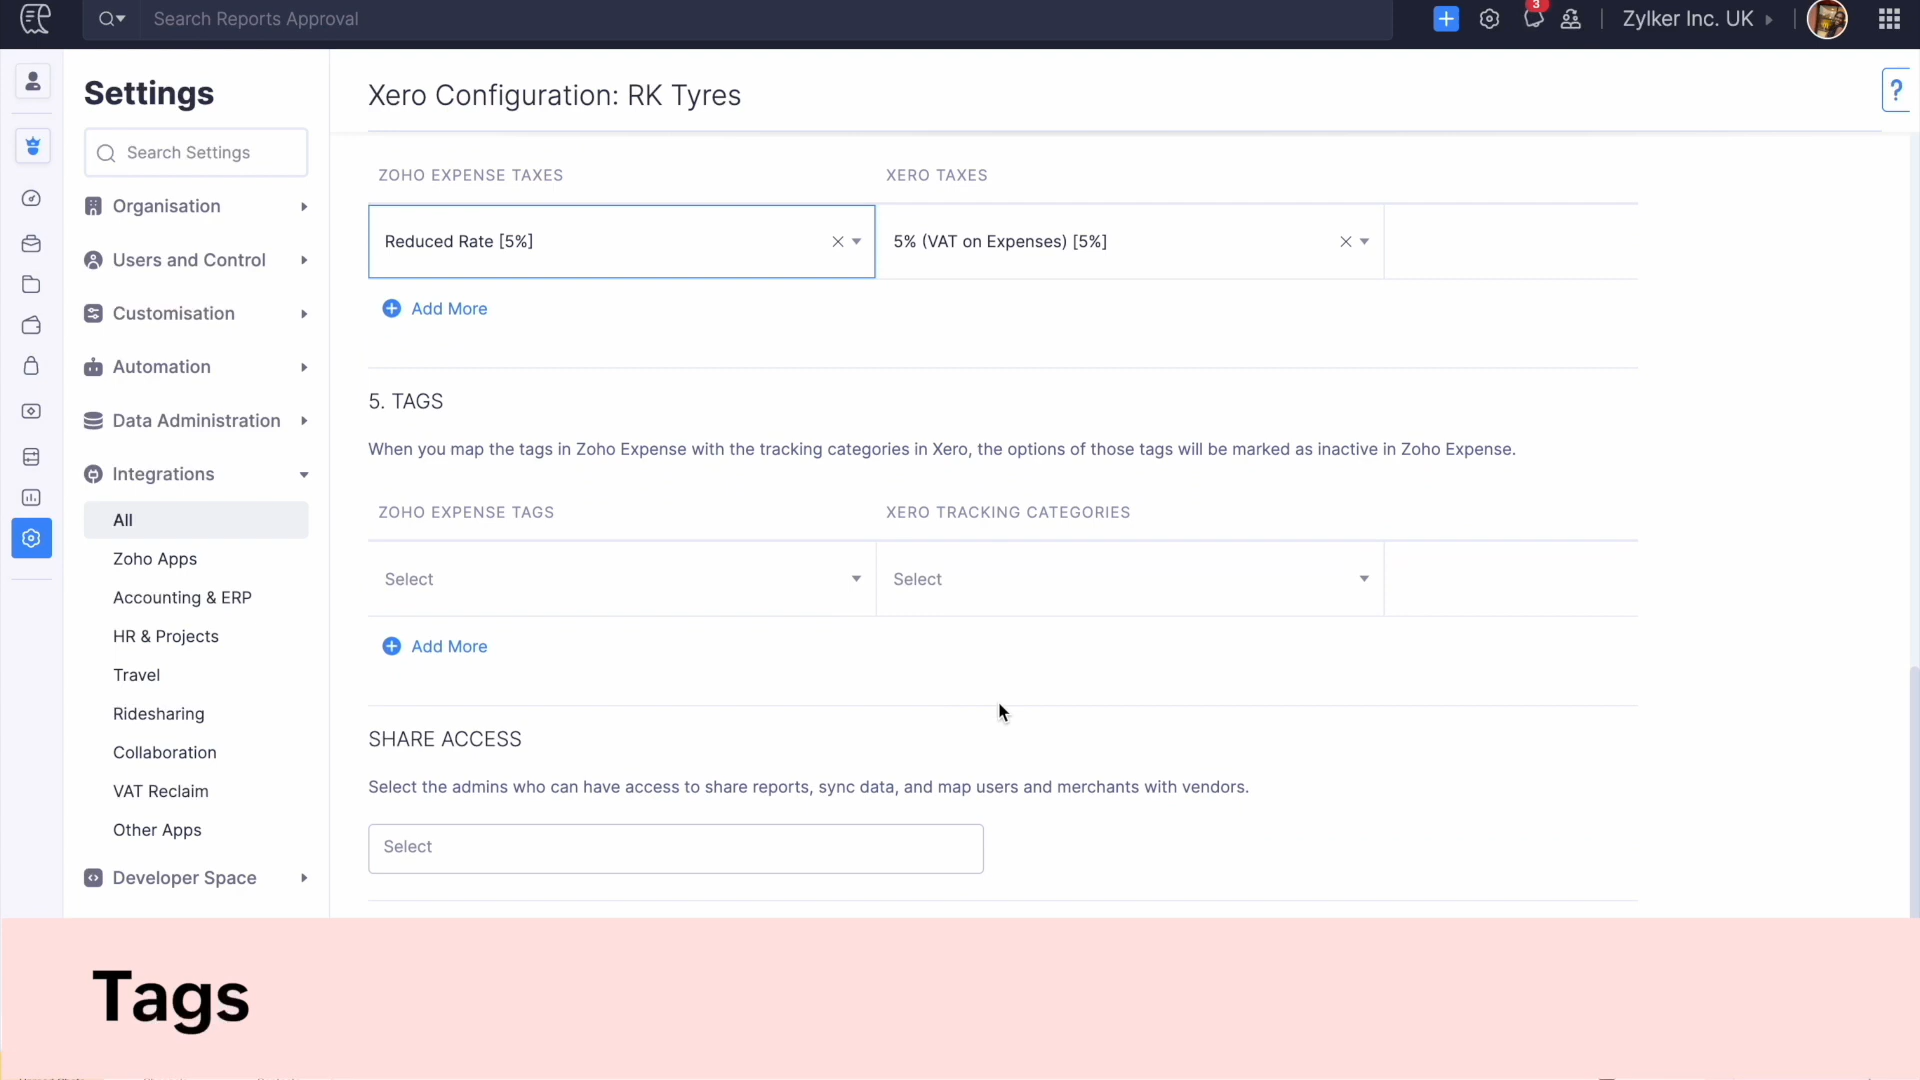 Search Reports Approval
3
Zylker Inc. UK
Settings
Search Settings
Organisation
Users and Control
Customisation
Automation
Data Administration
Integrations
All
Zoho Apps
Accounting & ERP
HR & Projects
Travel
Ridesharing
Collaboration
VAT Reclaim
Other Apps
Developer Space
Xero Configuration: RK Tyres
?
ZOHO EXPENSE TAXES XERO TAXES
Reduced Rate [5%] 5% (VAT on Expenses) [5%]
Add More
5. TAGS
When you map the tags in Zoho Expense with the tracking categories in Xero, the options of those tags will be marked as inactive in Zoho Expense.
ZOHO EXPENSE TAGS XERO TRACKING CATEGORIES
Select Select
Add More
SHARE ACCESS
Select the admins who can have access to share reports, sync data, and map users and merchants with vendors.
Select
Tags